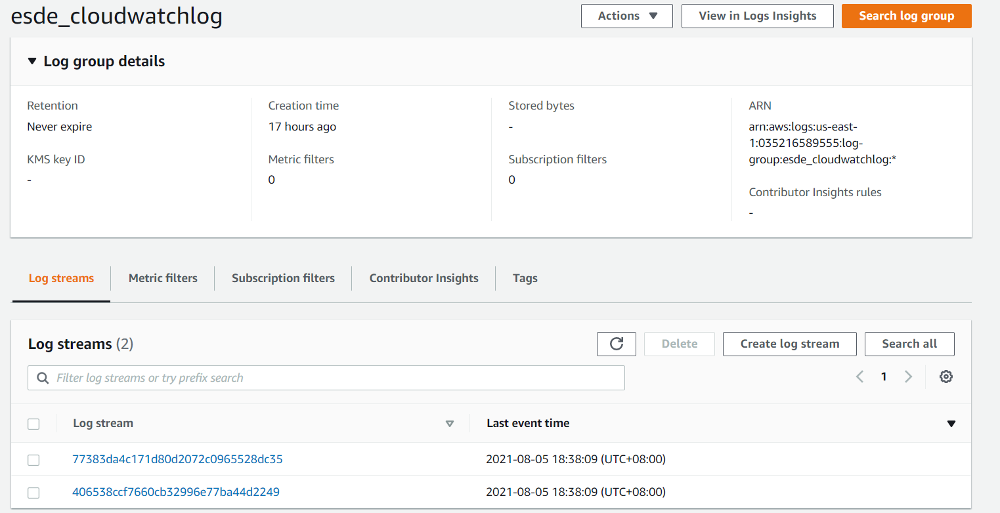 esde_cloudwatchlog
Actions
View in Logs Insights
Search log group
Log group details
Retention
Never expire
KMS key ID
-
Creation time
17 hours ago
Metric filters
0
Stored bytes
-
Subscription filters
0
ARN
arn:aws:logs:us-east-
1:035216589555:log-
group:esde_cloudwatchlog:*
Contributor Insights rules
-
Log streams
Metric filters
Subscription filters
Contributor Insights
Tags
Log streams (2)
Delete
Create log stream
Search all
Filter log streams or try prefix search
1
Log stream
Last event time
77383da4c171d80d2072c0965528dc35
2021-08-05 18:38:09 (UTC+08:00)
406538ccf7660cb32996e77ba44d2249
2021-08-05 18:38:09 (UTC+08:00)